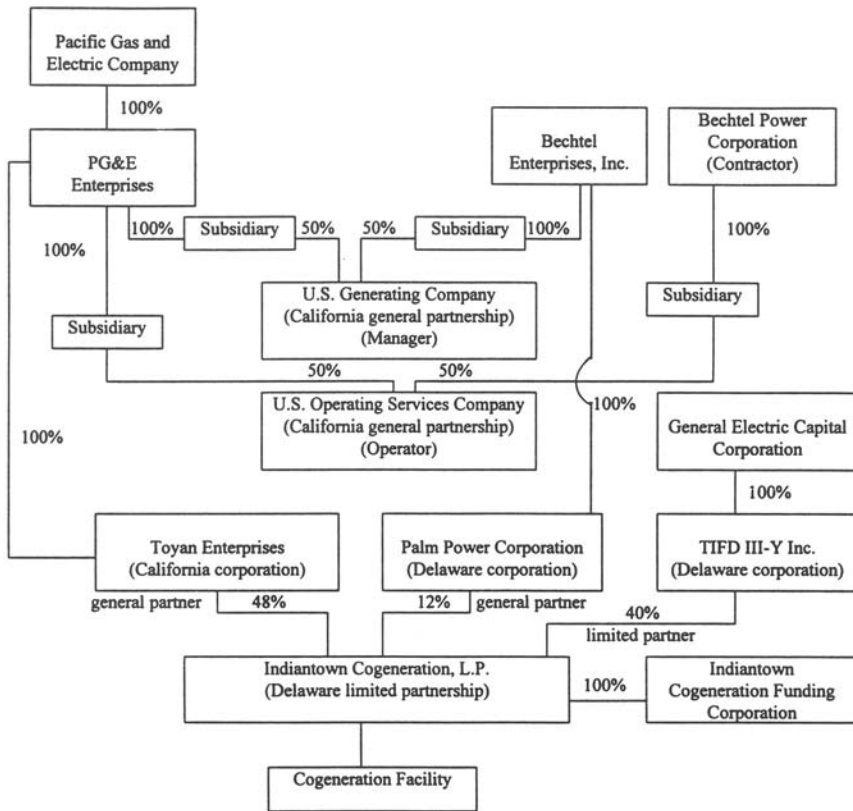 Pacific Gas and
Electric Company
100%
PG&E
Enterprises
Bechtel
Enterprises, Inc.
Bechtel Power
Corporation
(Contractor)
100%
Subsidiary
50%
50%
Subsidiary
100%
100%
100%
U.S. Generating Company
(California general partnership)
(Manager)
Subsidiary
Subsidiary
50%
50%
U.S. Operating Services Company
(California general partnership)
(Operator)
100%
General Electric Capital
Corporation
100%
100%
Toyan Enterprises
(California corporation)
Palm Power Corporation
(Delaware corporation)
TIFD III-Y Inc.
(Delaware corporation)
general partner
48%
12%
general partner
40%
limited partner
Indiantown Cogeneration, L.P.
(Delaware limited partnership)
100%
Indiantown
Cogeneration Funding
Corporation
Cogeneration Facility